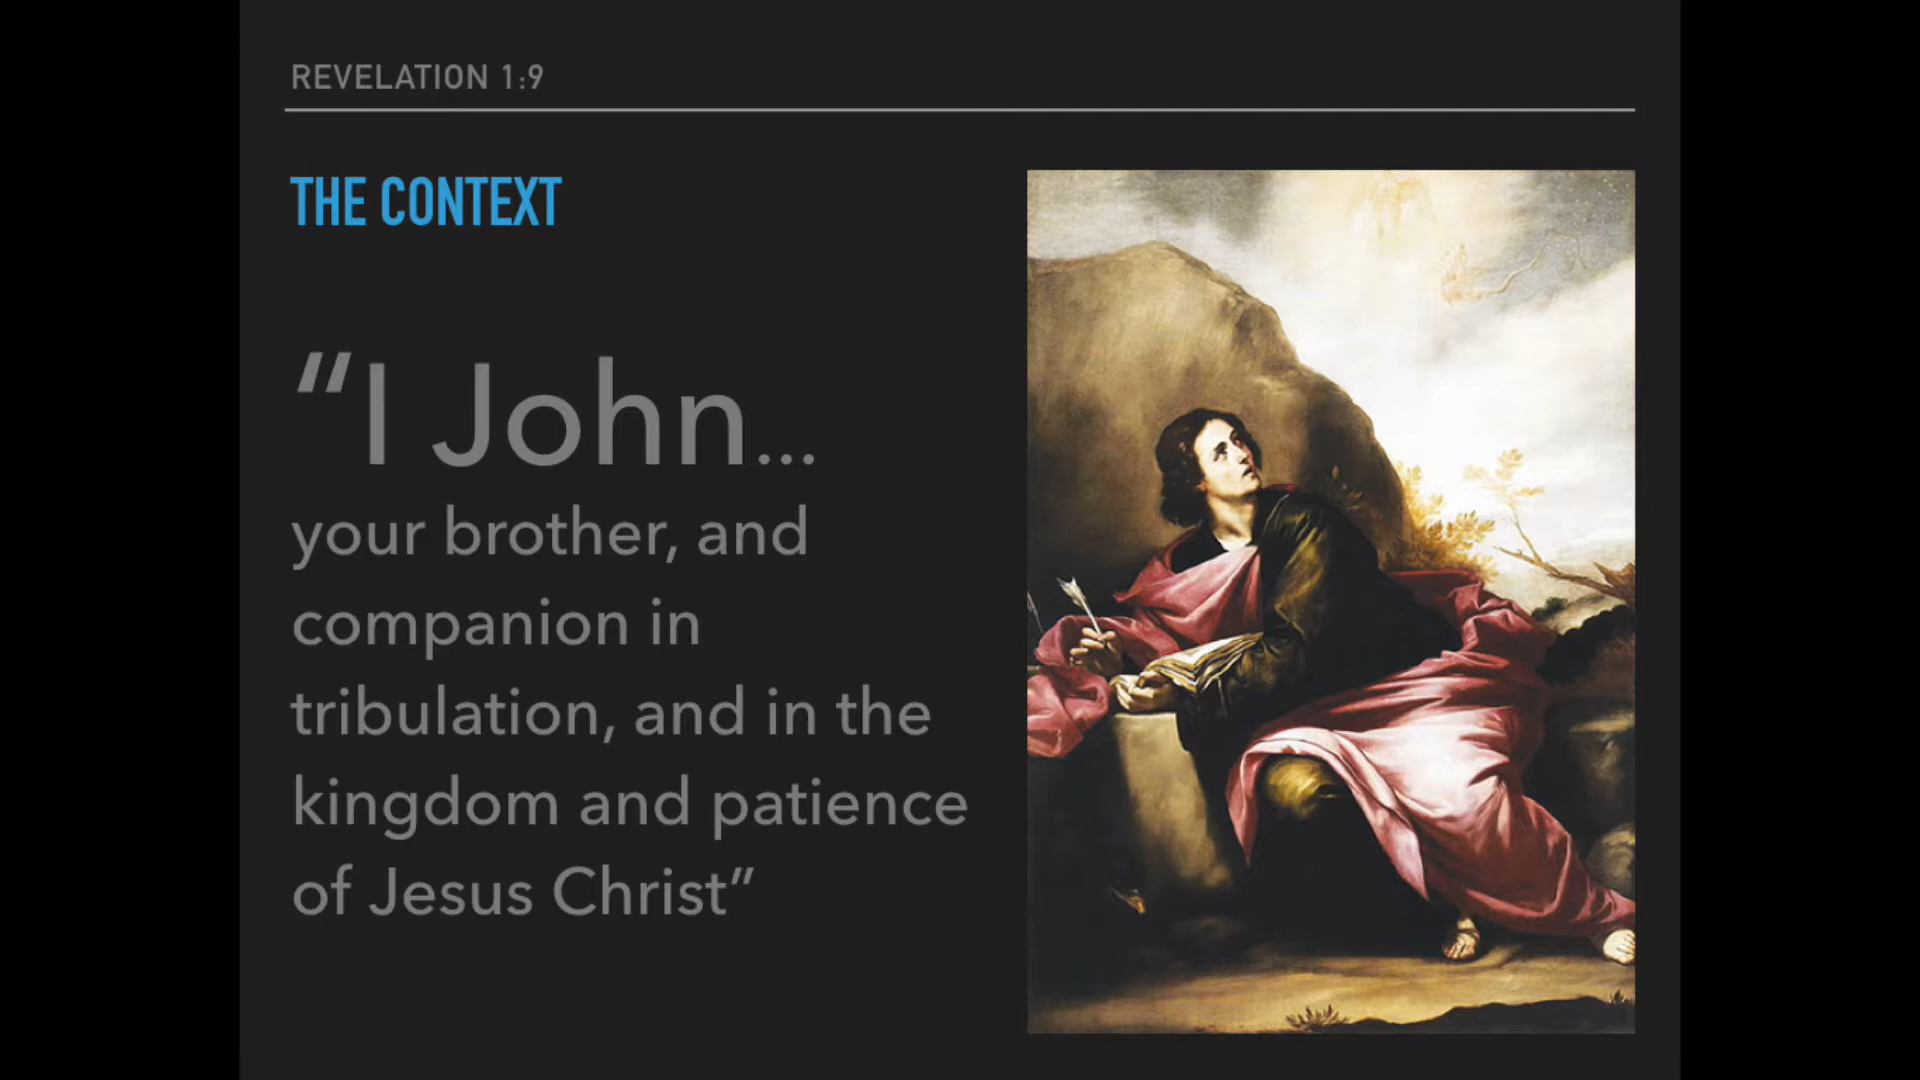 REVELATION 1:9
THE CONTEXT
“I John...
your brother, and
companion in
tribulation, and in the
kingdom and patience
of Jesus Christ”